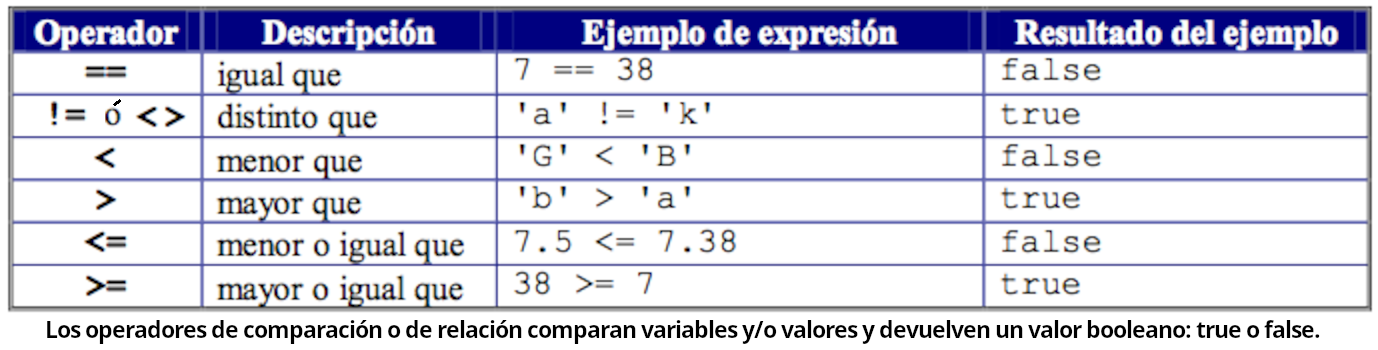 Operador Descripción Ejemplo de expresión Resultado del ejemplo
== igual que 7 == 38 false
!= ó <> distinto que 'a' != 'k' true
< menor que 'G' < 'B' false
> mayor que 'b' > 'a' true
<= menor o igual que 7.5 <= 7.38 false
>= mayor o igual que 38 >= 7 true
Los operadores de comparación o de relación comparan variables y/o valores y devuelven un valor booleano: true o false.